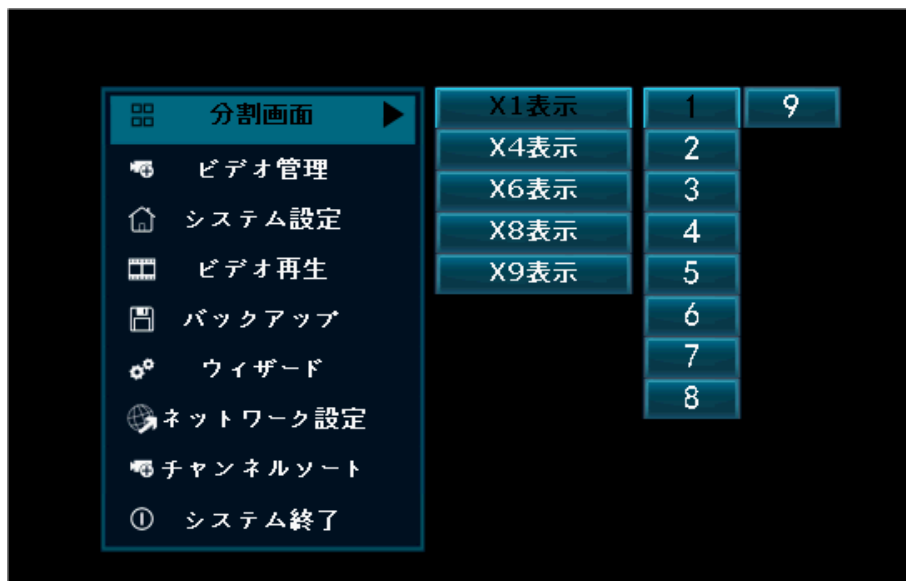 分割画面
ビデオ管理
システム設定
ビデオ再生
バックアップ
ウィザード
ネットワーク設定
チャンネルソート
システム終了
X1表示
X4表示
X6表示
X8表示
X9表示
1
2
3
4
5
6
7
8
9